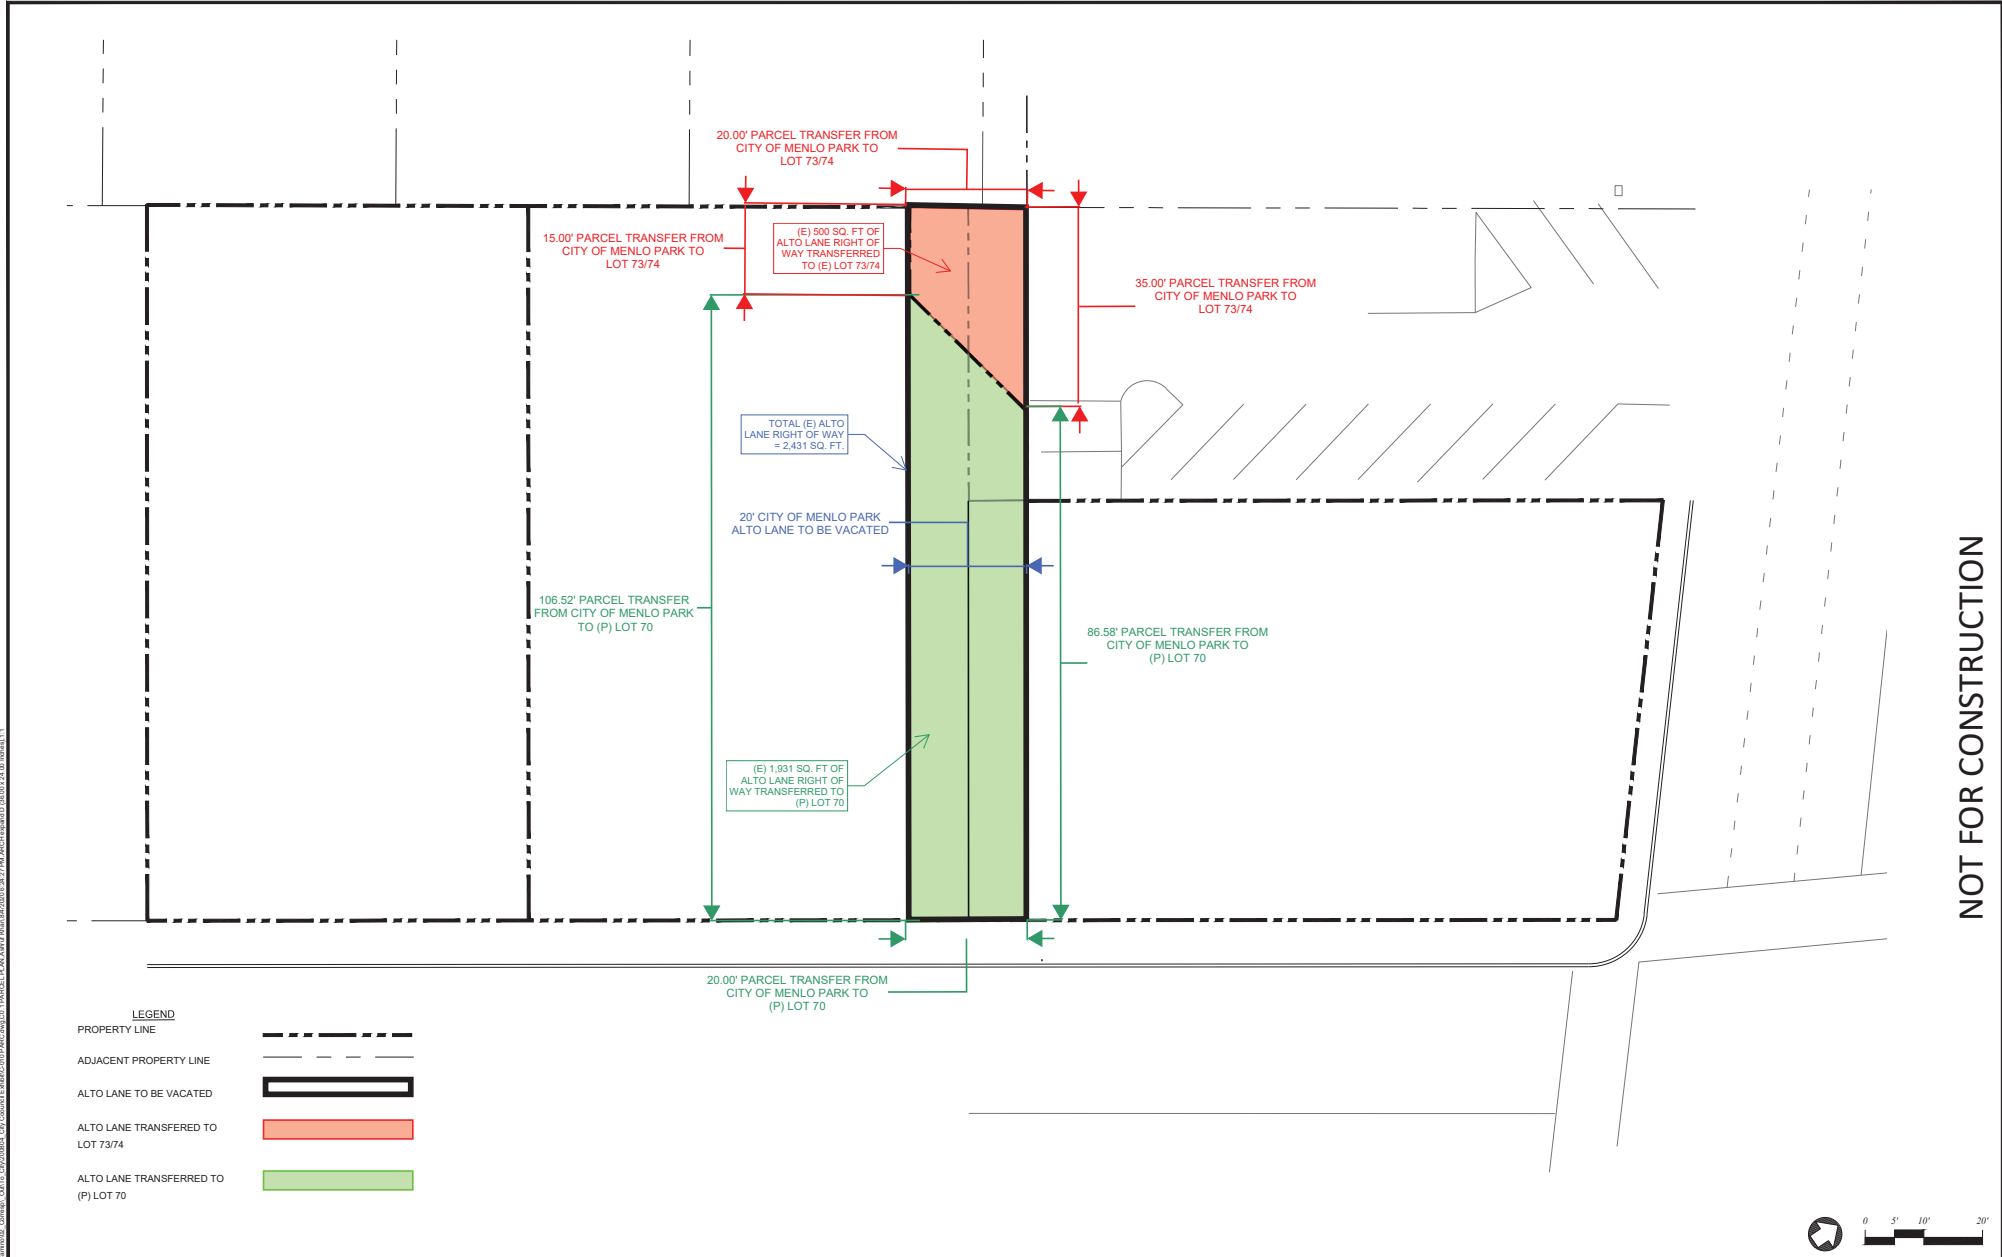 20.00' PARCEL TRANSFER FROM
CITY OF MENLO PARK TO
LOT 73/74
15.00' PARCEL TRANSFER FROM
CITY OF MENLO PARK TO
LOT 73/74
(E) 500 SQ. FT OF
ALTO LANE RIGHT OF
WAY TRANSFERRED
TO (E) LOT 73/74
35.00' PARCEL TRANSFER FROM
CITY OF MENLO PARK TO
LOT 73/74
TOTAL (E) ALTO
LANE RIGHT OF WAY
= 2,431 SQ. FT.
20' CITY OF MENLO PARK
ALTO LANE TO BE VACATED
106.52' PARCEL TRANSFER
FROM CITY OF MENLO PARK
TO (P) LOT 70
86.58' PARCEL TRANSFER FROM
CITY OF MENLO PARK TO
(P) LOT 70
(E) 1,931 SQ. FT OF
ALTO LANE RIGHT OF
WAY TRANSFERRED TO
(P) LOT 70
20.00' PARCEL TRANSFER FROM
CITY OF MENLO PARK TO
(P) LOT 70
NOT FOR CONSTRUCTION
LEGEND
PROPERTY LINE
ADJACENT PROPERTY LINE
ALTO LANE TO BE VACATED
ALTO LANE TRANSFERED TO
LOT 73/74
ALTO LANE TRANSFERRED TO
(P) LOT 70
0 5' 10' 20'